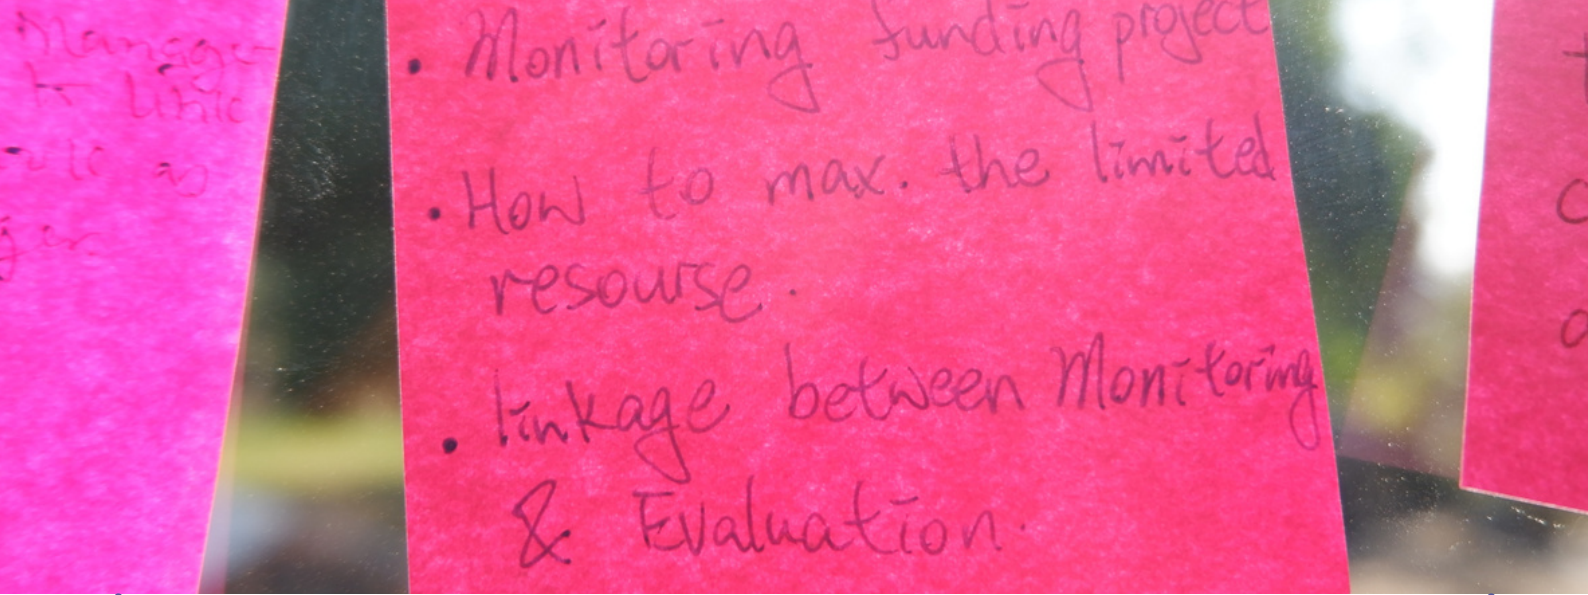 • Monitoring funding project
• How to max. the limited
resourse.
• linkage between Monitoring
& Evaluation.